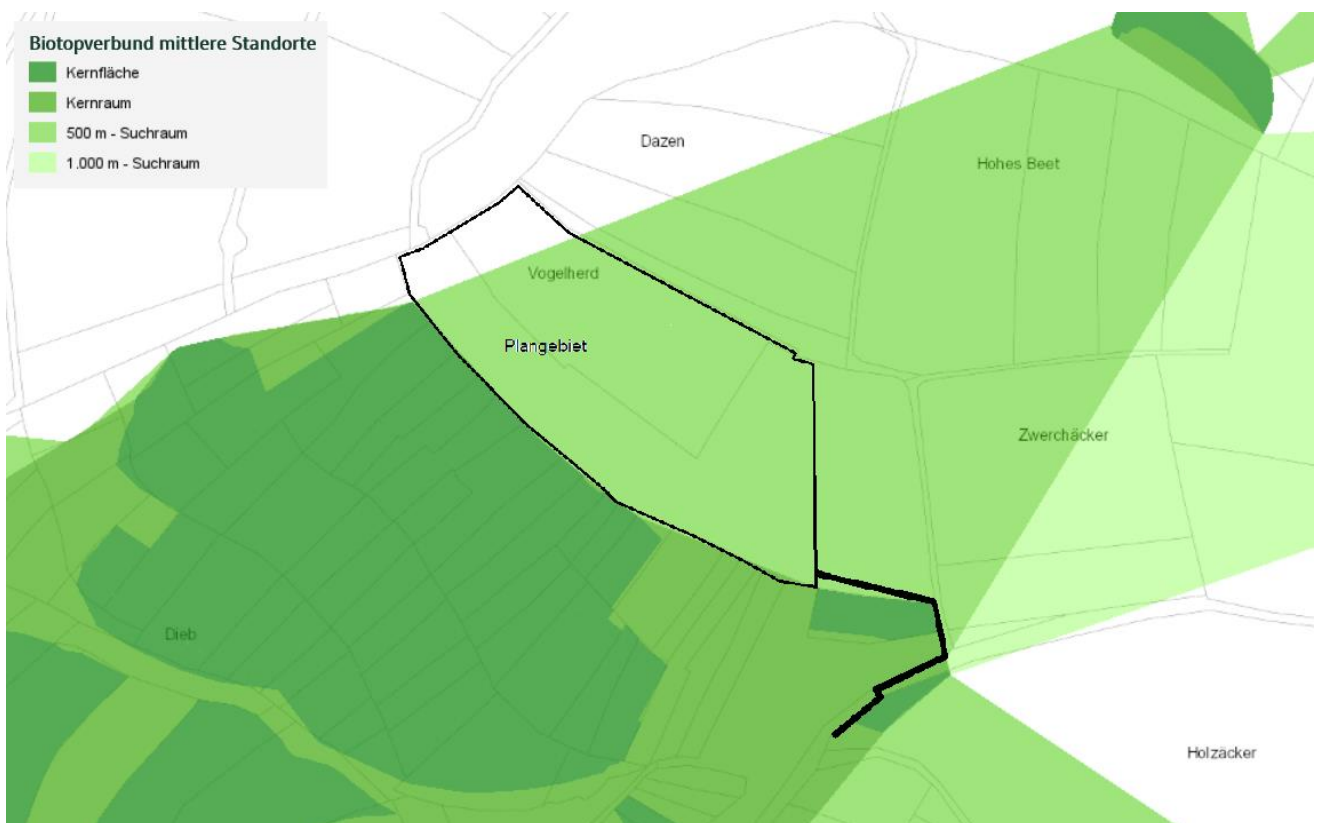 Biotopverbund mittlere Standorte
Kernfläche
Kernraum
500 m - Suchraum
1.000 m - Suchraum
Dazen
Hohes Beet
Vogelherd
Plangebiet
Zwerchäcker
Dieb
Holzäcker